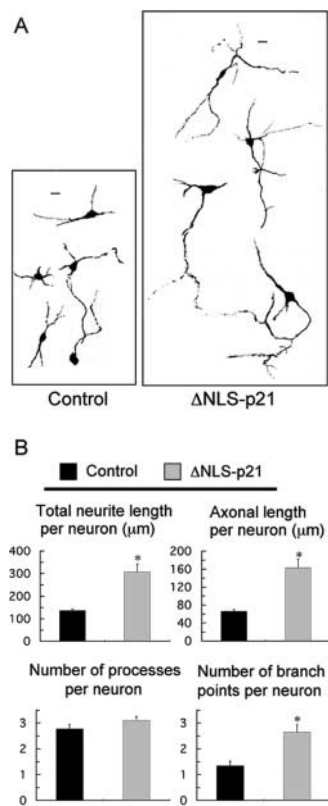 A
Control
ΔNLS-p21
B
Control ΔNLS-p21
Total neurite length
per neuron (μm)
400
300
200
100
0
*
Axonal length
per neuron (μm)
200
160
120
80
40
0
*
Number of processes
per neuron
3
2
1
0
Number of branch
points per neuron
3
2
1
0
*